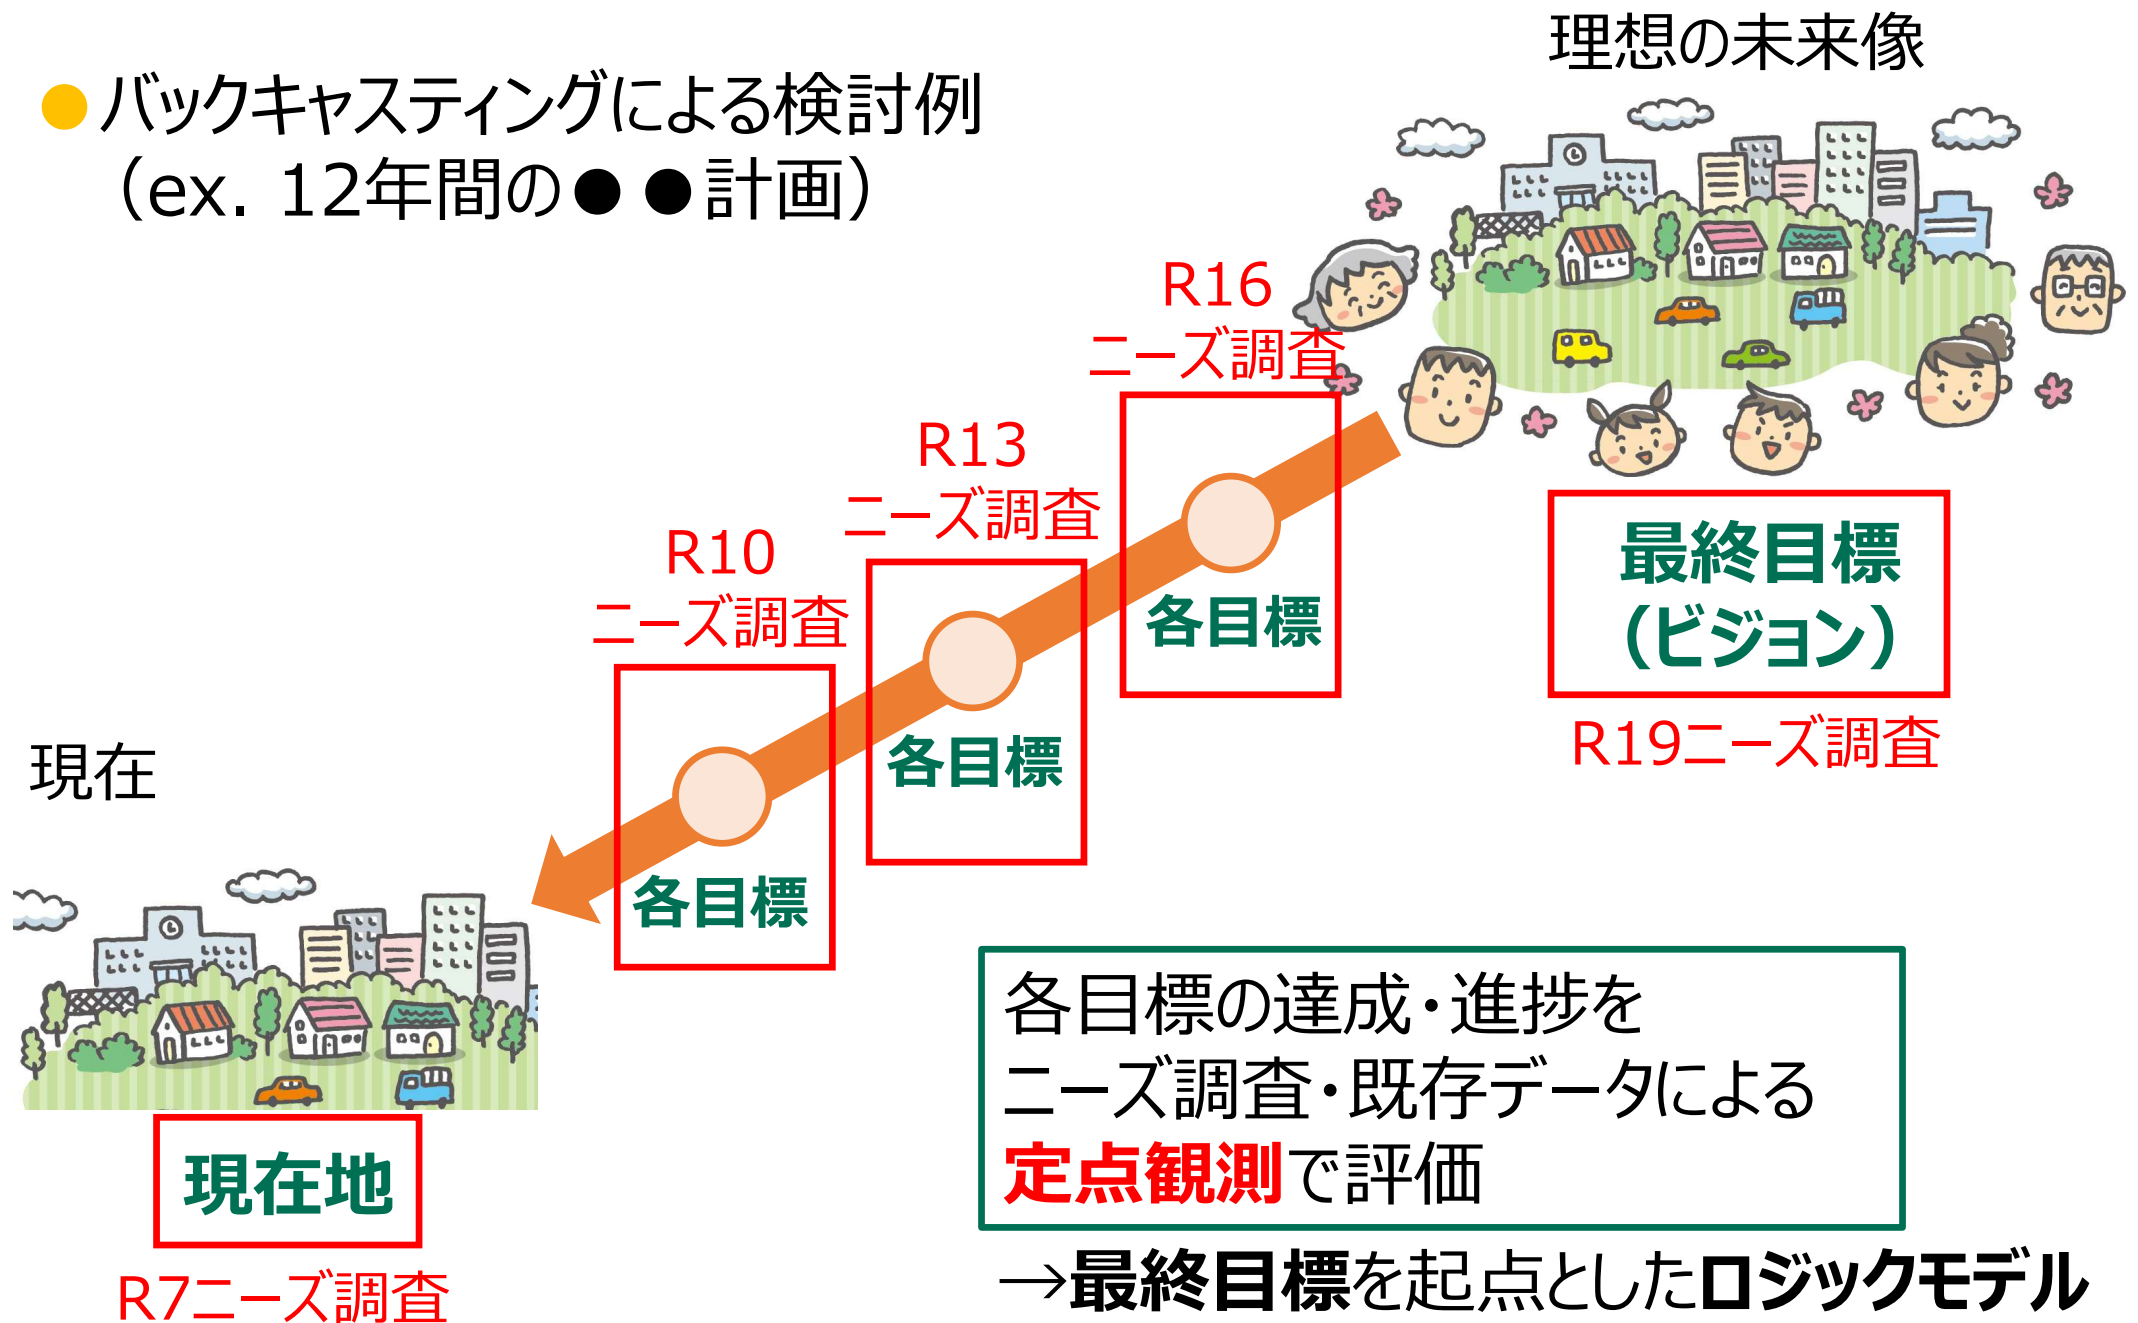 理想の未来像
●バックキャスティングによる検討例
（ex. 12年間の●●計画）
R16
ニーズ調査
R13
ニーズ調査
R10
ニーズ調査
各目標
各目標
各目標
最終目標
（ビジョン）
R19ニーズ調査
現在
現在地
R7ニーズ調査
各目標の達成・進捗を
ニーズ調査・既存データによる
定点観測で評価
→最終目標を起点としたロジックモデル